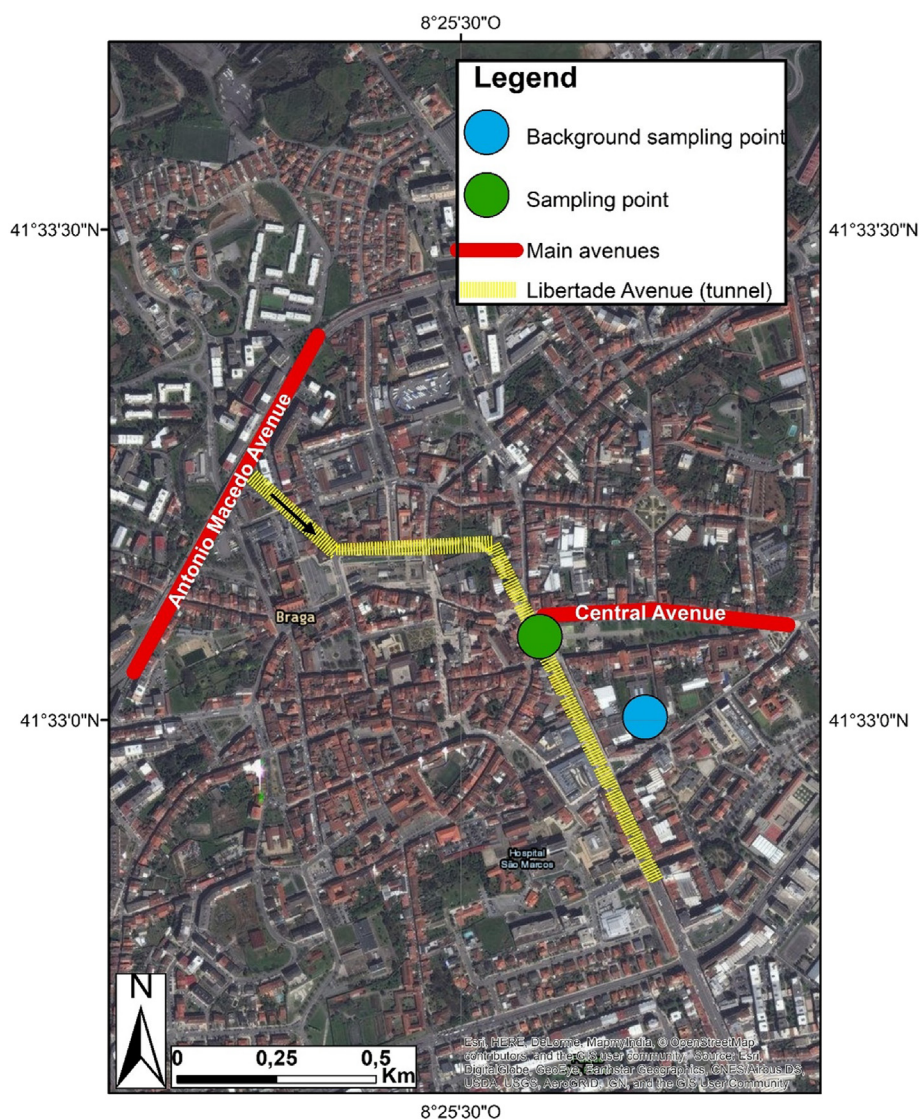 8°25'30"O
Legend
Background sampling point
Sampling point
Main avenues
Libertade Avenue (tunnel)
41°33'30"N
41°33'30"N
Antonio Macedo Avenue
Braga
Central Avenue
41°33'0"N
41°33'0"N
Hospital
São Marcos
N
0 0,25 0,5
Km
Esri, HERE, DeLorme, MapmyIndia, © OpenStreetMap
contributors, and the GIS user community, Source: Esri,
DigitalGlobe, GeoEye, Earthstar Geographics, CNES/Airbus DS,
USDA, USGS, AeroGRID, IGN, and the GIS User Community
8°25'30"O